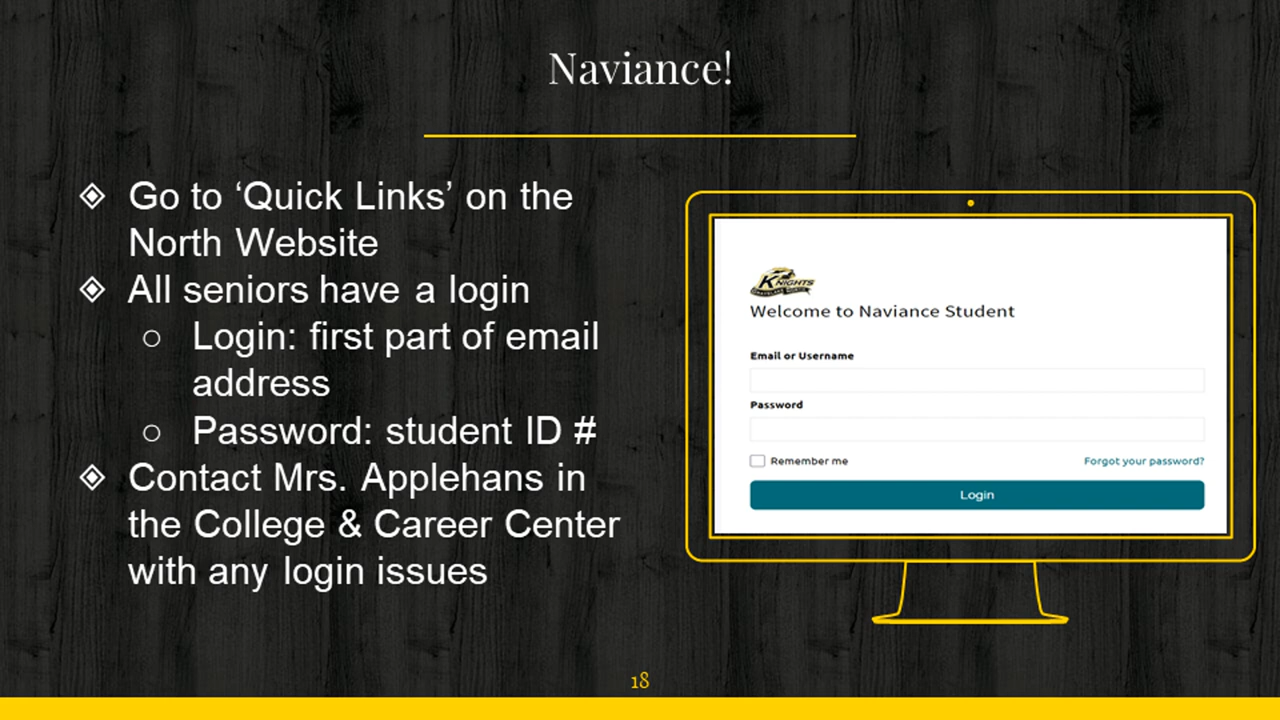 Naviance!
Go to ‘Quick Links’ on the
North Website
All seniors have a login
Login: first part of email
address
Password: student ID #
Contact Mrs. Applehans in
the College & Career Center
with any login issues
KNIGHTS
Welcome to Naviance Student
Email or Username
Password
Remember me
Forgot your password?
Login
18